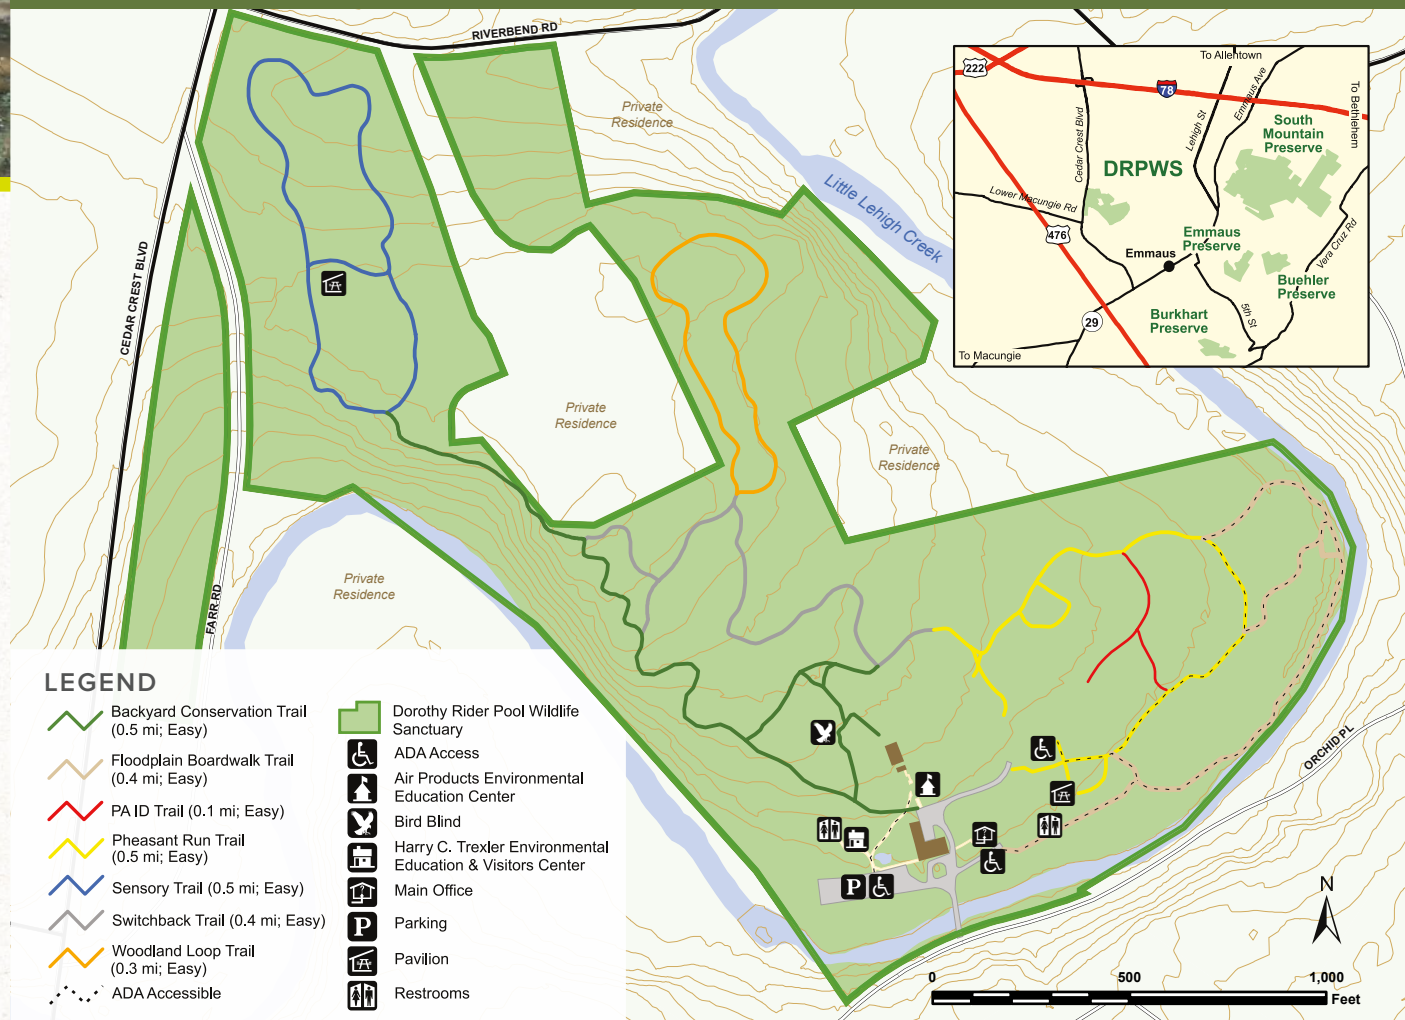 RIVERBEND RD
Private
Residence
Little Lehigh Creek
CEDAR CREST BLVD
Private
Residence
Private
Residence
Private
Residence
FARR RD
ORCHID PL
To Allentown
222
78
Emmaus Ave
To Bethlehem
Cedar Crest Blvd
Lehigh St
South
Mountain
Preserve
DRPWS
Lower Macungie Rd
476
Emmaus
Preserve
Vera Cruz Rd
Emmaus
Buehler
Preserve
5th St
29
Burkhart
Preserve
To Macungie
LEGEND
Backyard Conservation Trail
(0.5 mi; Easy)
Floodplain Boardwalk Trail
(0.4 mi; Easy)
PA ID Trail (0.1 mi; Easy)
Pheasant Run Trail
(0.5 mi; Easy)
Sensory Trail (0.5 mi; Easy)
Switchback Trail (0.4 mi; Easy)
Woodland Loop Trail
(0.3 mi; Easy)
ADA Accessible
Dorothy Rider Pool Wildlife
Sanctuary
ADA Access
Air Products Environmental
Education Center
Bird Blind
Harry C. Trexler Environmental
Education & Visitors Center
Main Office
P
Parking
Pavilion
Restrooms
P
N
0 500 1,000
Feet